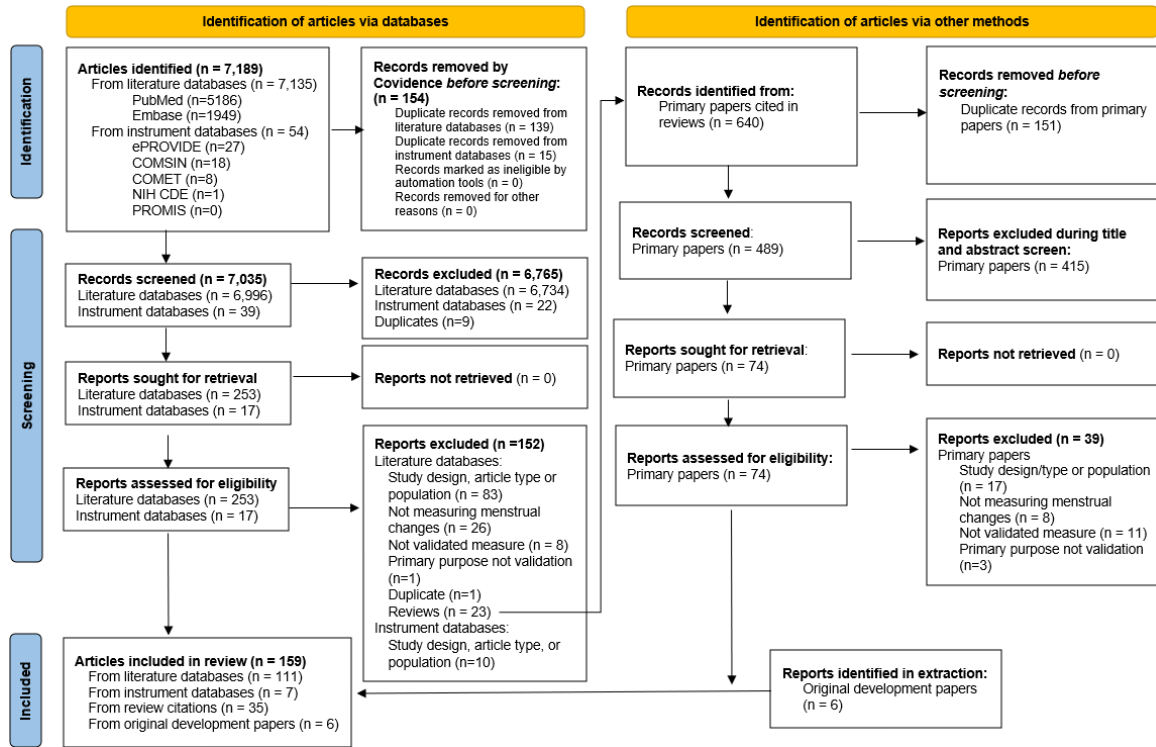 Identification of articles via databases
Identification of articles via other methods
Identification
Articles identified (n = 7,189)
From literature databases (n = 7,135)
PubMed (n=5186)
Embase (n=1949)
From instrument databases (n = 54)
ePROVIDE (n=27)
COMSIN (n=18)
COMET (n=8)
NIH CDE (n=1)
PROMIS (n=0)
Records removed by
Covidence before screening:
(n = 154)
Duplicate records removed from
literature databases (n = 139)
Duplicate records removed from
instrument databases (n = 15)
Records marked as ineligible by
automation tools (n = 0)
Records removed for other
reasons (n = 0)
Records identified from:
Primary papers cited in
reviews (n = 640)
Records removed before
screening:
Duplicate records from primary
papers (n = 151)
Screening
Records screened (n = 7,035)
Literature databases (n = 6,996)
Instrument databases (n = 39)
Records excluded (n = 6,765)
Literature databases (n = 6,734)
Instrument databases (n = 22)
Duplicates (n=9)
Records screened:
Primary papers (n = 489)
Reports excluded during title
and abstract screen:
Primary papers (n = 415)
Reports sought for retrieval
Literature databases (n = 253)
Instrument databases (n = 17)
Reports not retrieved (n = 0)
Reports sought for retrieval:
Primary papers (n = 74)
Reports not retrieved (n = 0)
Reports assessed for eligibility
Literature databases (n = 253)
Instrument databases (n = 17)
Reports excluded (n =152)
Literature databases:
Study design, article type or
population (n = 83)
Not measuring menstrual
changes (n = 26)
Not validated measure (n = 8)
Primary purpose not validation
(n=1)
Duplicate (n=1)
Reviews (n = 23)
Instrument databases:
Study design, article type, or
population (n=10)
Reports assessed for eligibility:
Primary papers (n = 74)
Reports excluded (n = 39)
Primary papers
Study design/type or population
(n = 17)
Not measuring menstrual
changes (n = 8)
Not validated measure (n = 11)
Primary purpose not validation
(n=3)
Included
Articles included in review (n = 159)
From literature databases (n = 111)
From instrument databases (n = 7)
From review citations (n = 35)
From original development papers (n = 6)
Reports identified in extraction:
Original development papers
(n = 6)